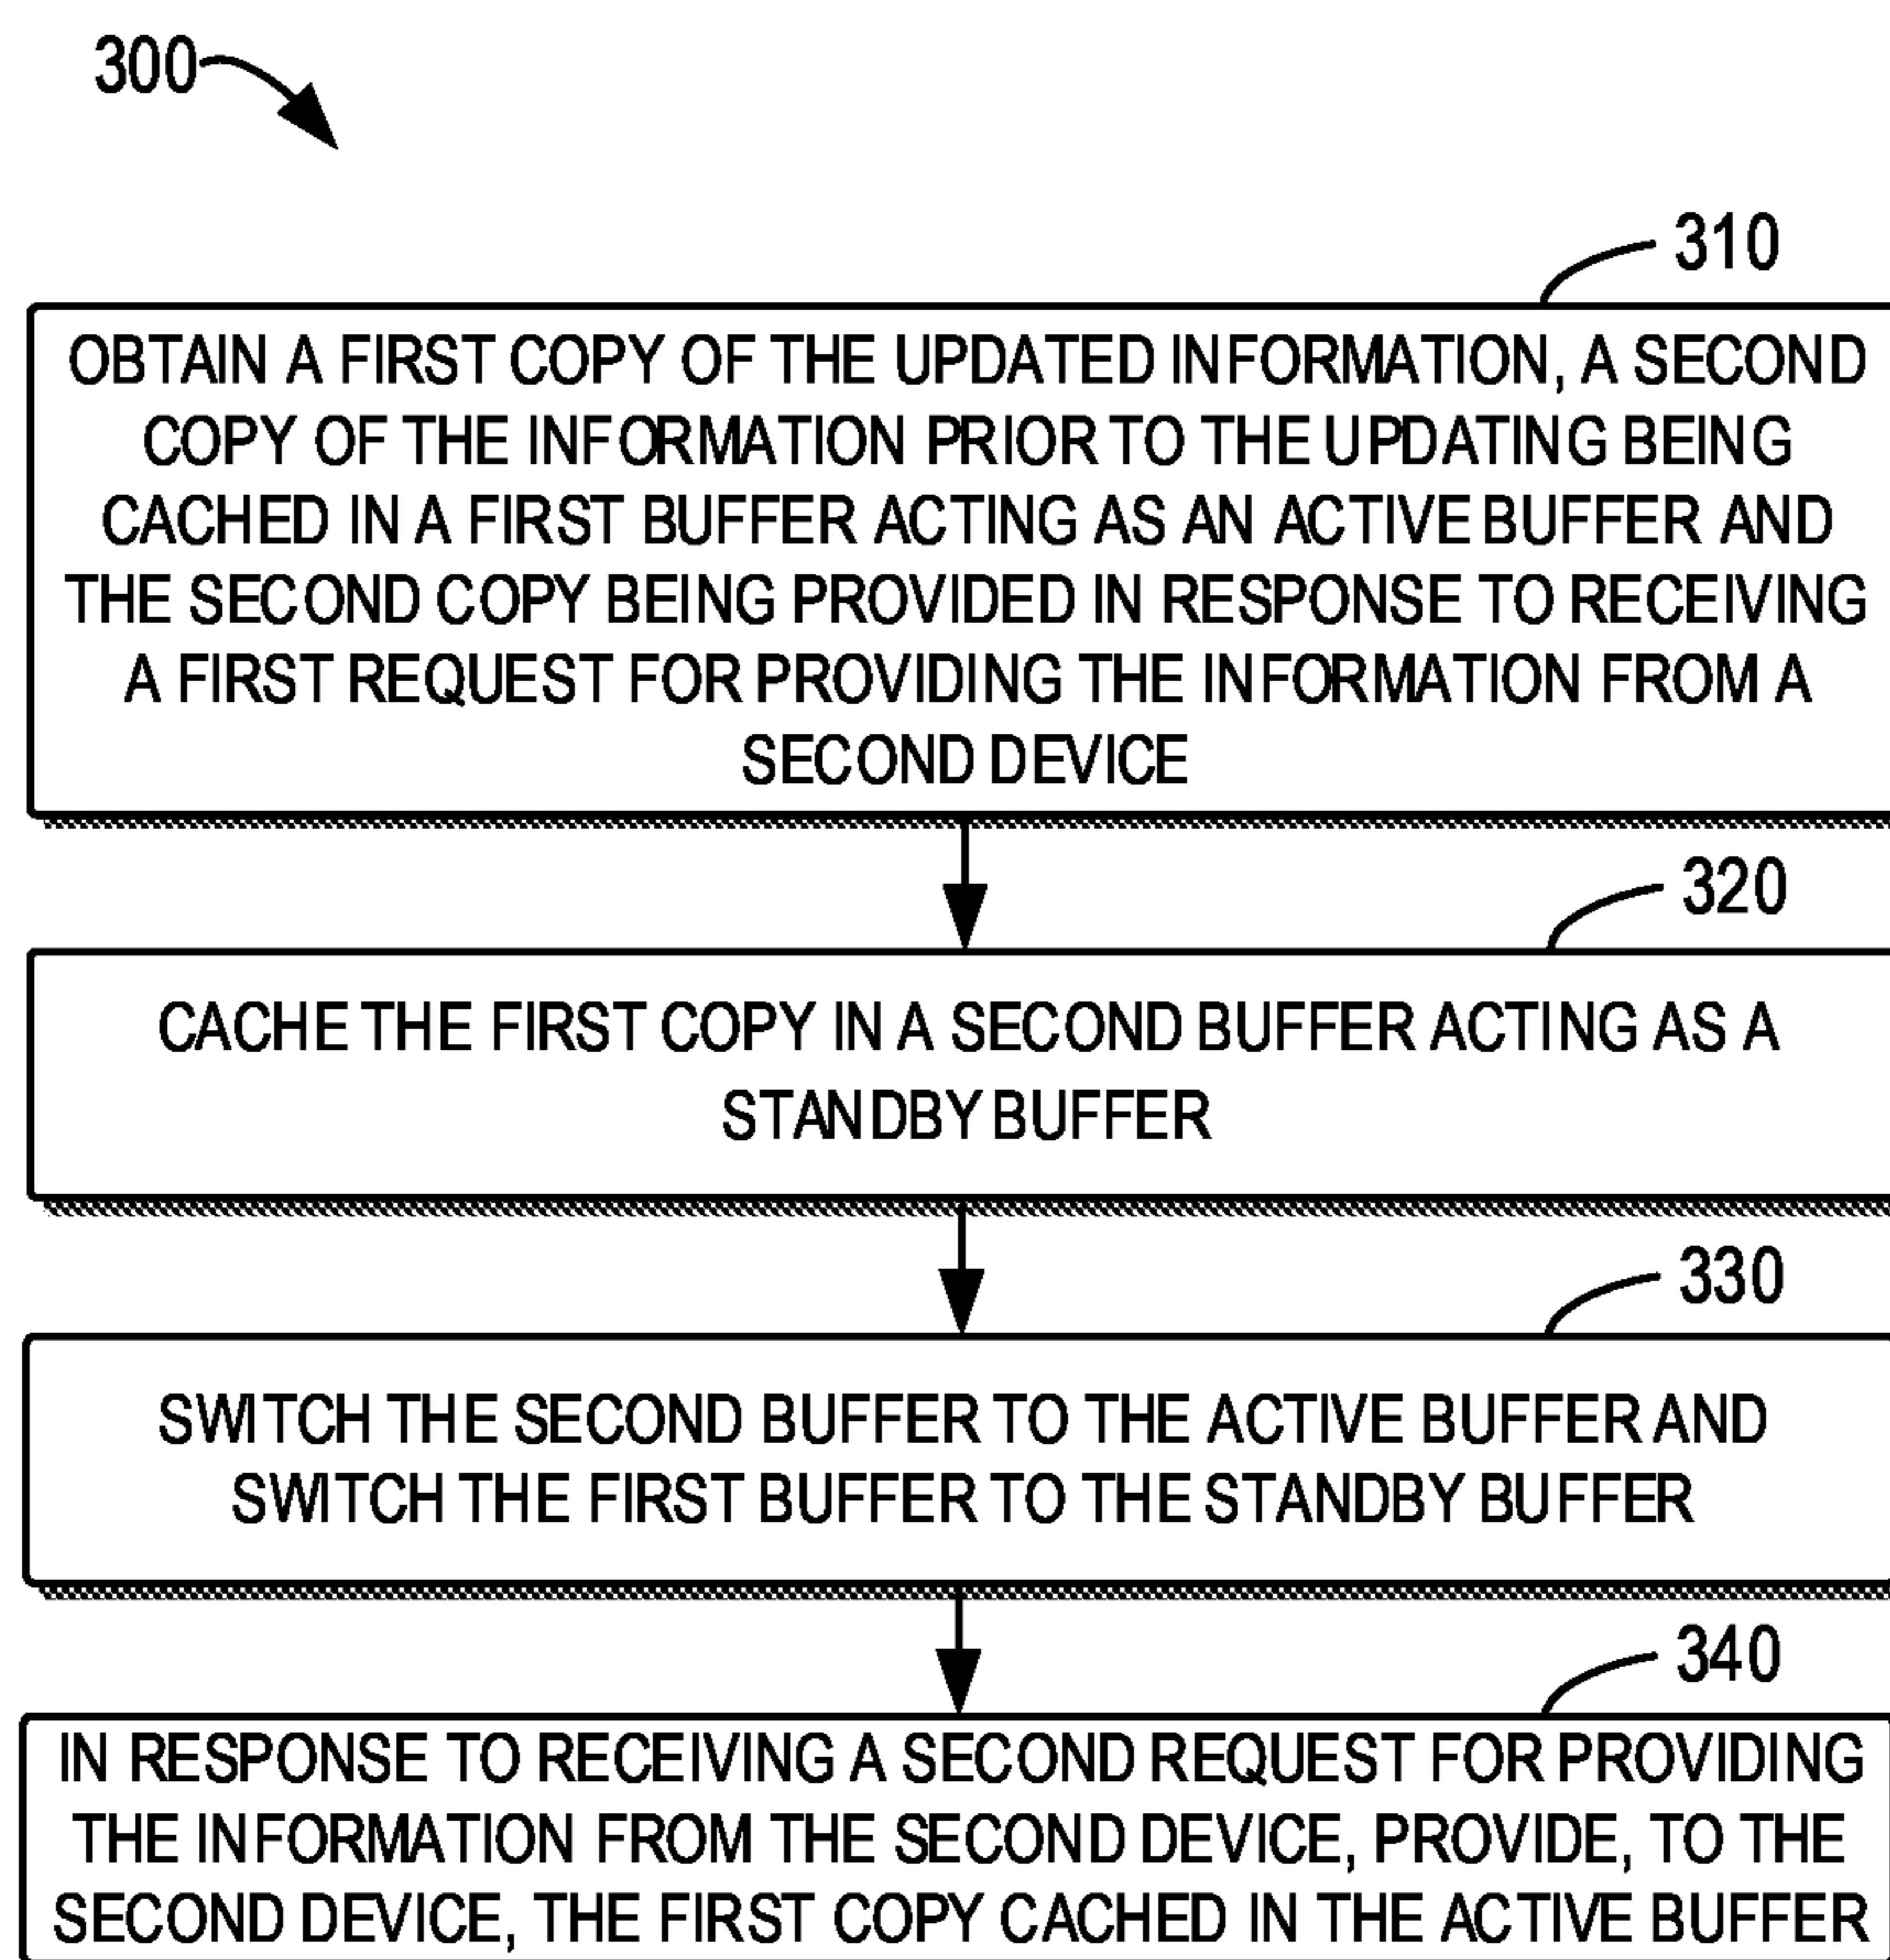 300
310
OBTAIN A FIRST COPY OF THE UPDATED INFORMATION, A SECOND
COPY OF THE INFORMATION PRIOR TO THE UPDATING BEING
CACHED IN A FIRST BUFFER ACTING AS AN ACTIVE BUFFER AND
THE SECOND COPY BEING PROVIDED IN RESPONSE TO RECEIVING
A FIRST REQUEST FOR PROVIDING THE INFORMATION FROM A
SECOND DEVICE
320
CACHE THE FIRST COPY IN A SECOND BUFFER ACTING AS A
STANDBY BUFFER
330
SWITCH THE SECOND BUFFER TO THE ACTIVE BUFFER AND
SWITCH THE FIRST BUFFER TO THE STANDBY BUFFER
340
IN RESPONSE TO RECEIVING A SECOND REQUEST FOR PROVIDING
THE INFORMATION FROM THE SECOND DEVICE, PROVIDE, TO THE
SECOND DEVICE, THE FIRST COPY CACHED IN THE ACTIVE BUFFER